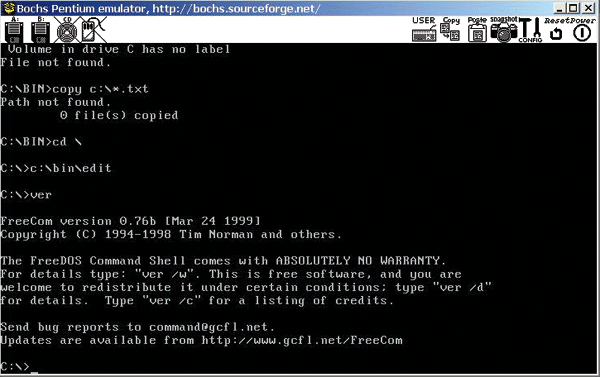 Bochs Pentium emulator, http://bochs.sourceforge.net/
A: B: CD USER Copy Paste snapshot CONFIG Reset Power
Volume in drive C has no label
File not found.
C:\BIN>copy c:\*.txt
Path not found.
0 file(s) copied
C:\BIN>cd \
C:\>c:\bin\edit
C:\>ver
FreeCom version 0.76b [Mar 24 1999]
Copyright (C) 1994-1998 Tim Norman and others.
The FreeDOS Command Shell comes with ABSOLUTELY NO WARRANTY.
For details type: "ver /w". This is free software, and you are
welcome to redistribute it under certain conditions; type "ver /d"
for details.  Type "ver /c" for a listing of credits.
Send bug reports to command@gcfl.net.
Updates are available from http://www.gcfl.net/FreeCom
C:\>_